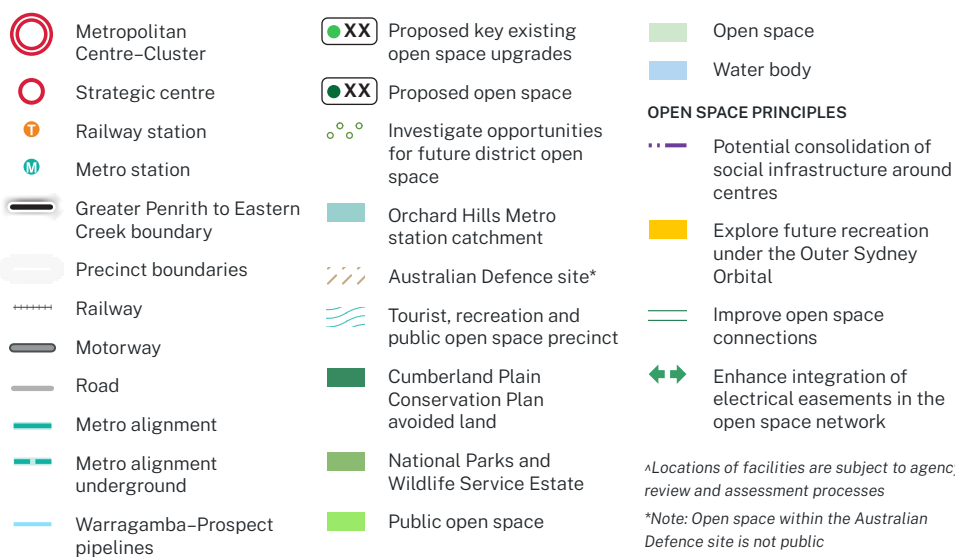 Metropolitan
Centre–Cluster
Strategic centre
T
Railway station
M
Metro station
Greater Penrith to Eastern
Creek boundary
Precinct boundaries
Railway
Motorway
Road
Metro alignment
Metro alignment
underground
Warragamba–Prospect
pipelines
XX
Proposed key existing
open space upgrades
XX
Proposed open space
Investigate opportunities
for future district open
space
Orchard Hills Metro
station catchment
Australian Defence site*
Tourist, recreation and
public open space precinct
Cumberland Plain
Conservation Plan
avoided land
National Parks and
Wildlife Service Estate
Public open space
Open space
Water body
OPEN SPACE PRINCIPLES
Potential consolidation of
social infrastructure around
centres
Explore future recreation
under the Outer Sydney
Orbital
Improve open space
connections
Enhance integration of
electrical easements in the
open space network
^Locations of facilities are subject to agency
review and assessment processes
*Note: Open space within the Australian
Defence site is not public